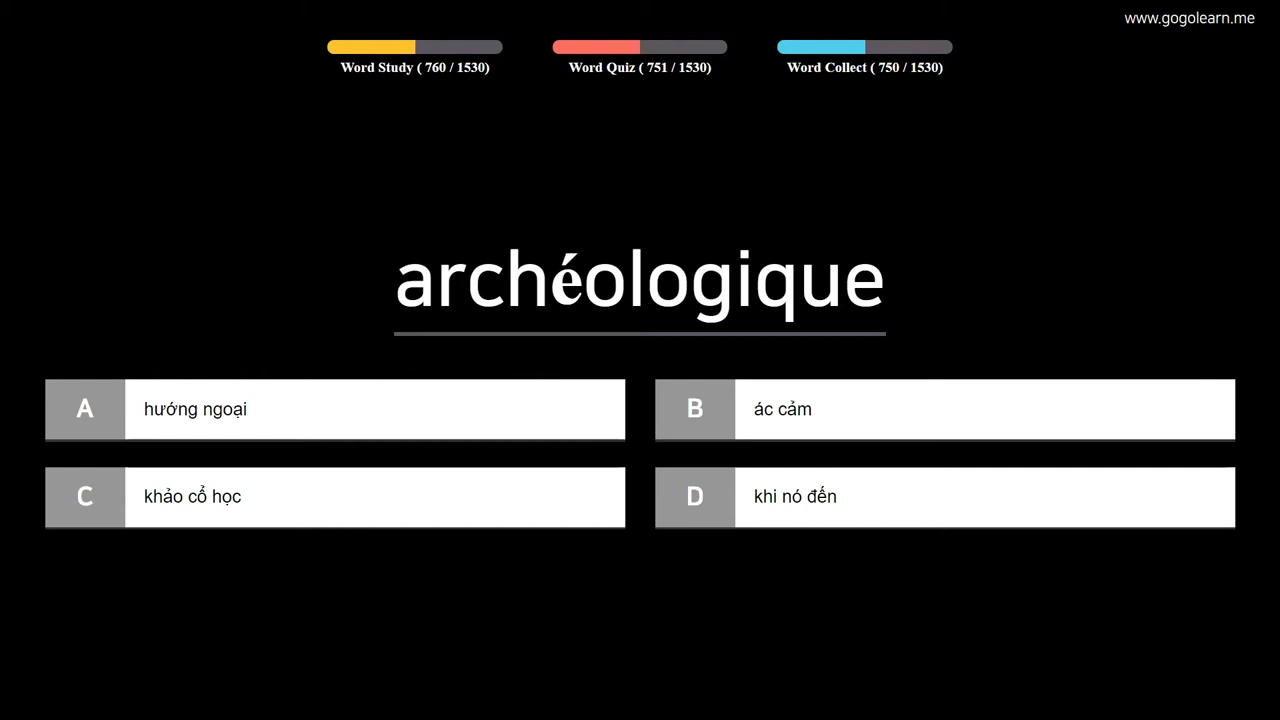 www.gogolearn.me
Word Study ( 760 / 1530)
Word Quiz ( 751 / 1530)
Word Collect ( 750 / 1530)
archéologique
A hướng ngoại
B ác cảm
C khảo cổ học
D khi nó đến